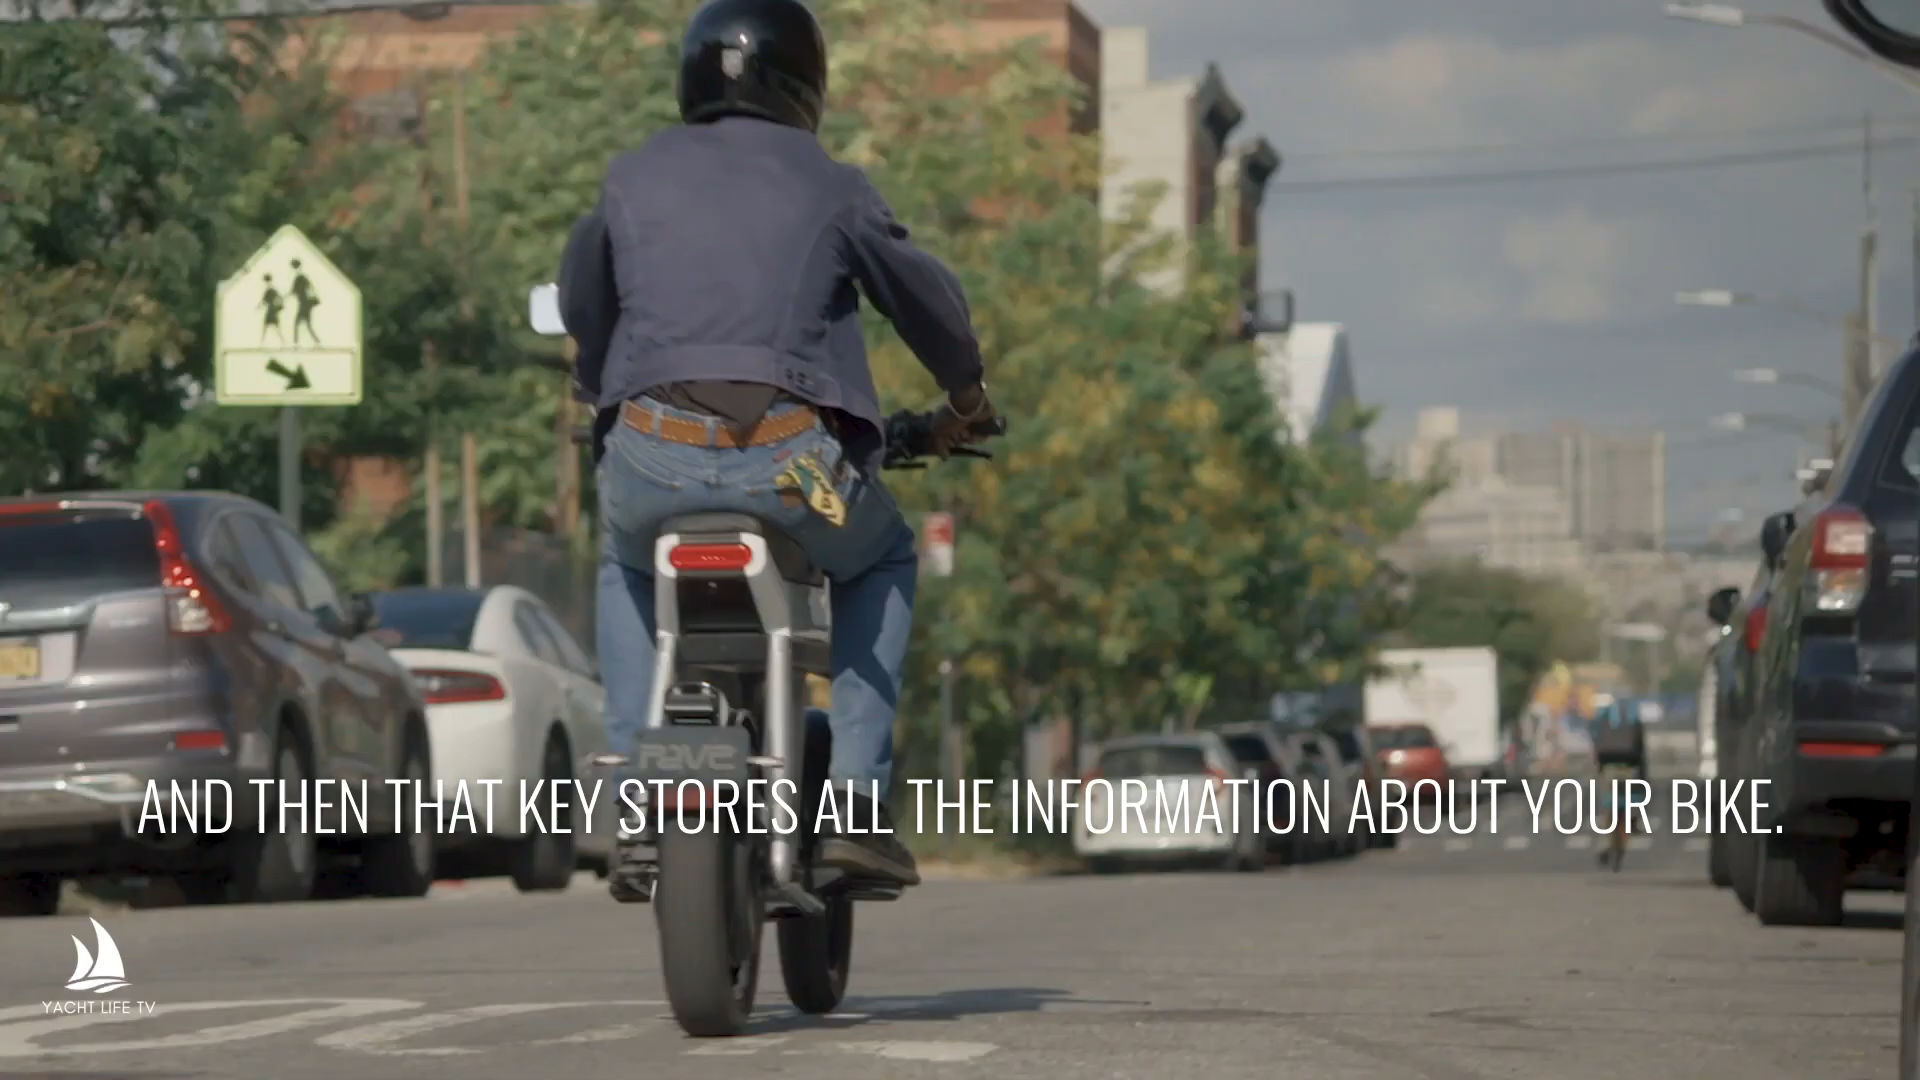 AND THEN THAT KEY STORES ALL THE INFORMATION ABOUT YOUR BIKE.
YACHT LIFE TV